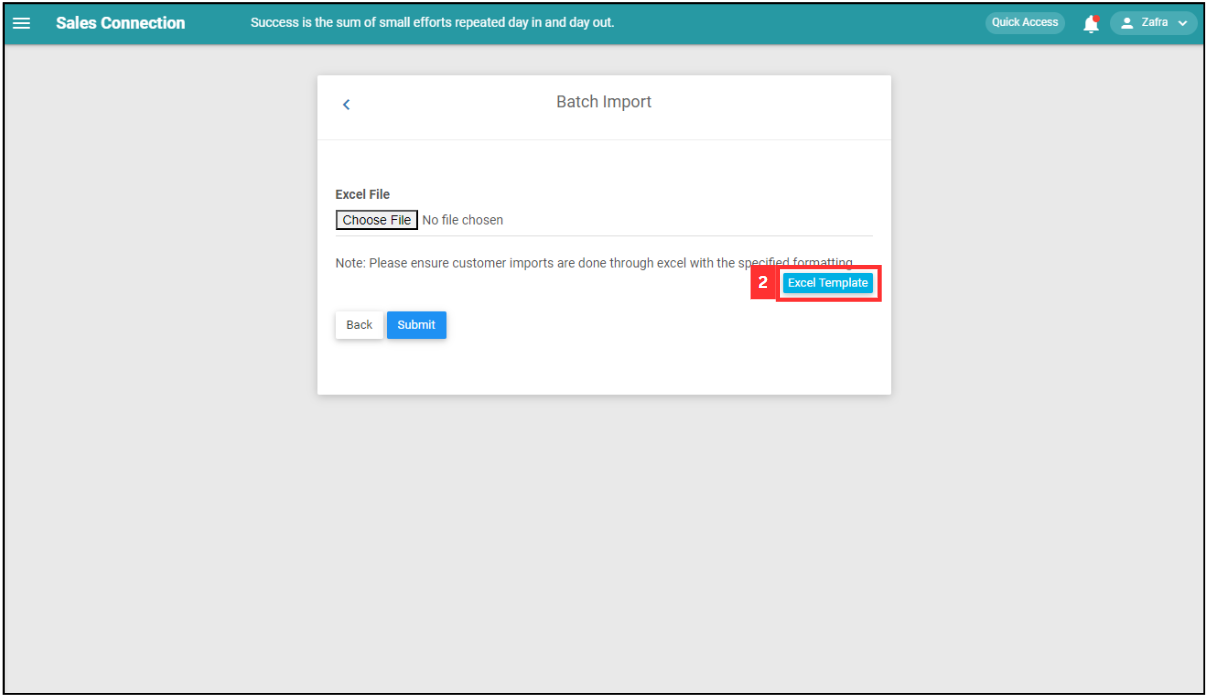 Sales Connection Success is the sum of small efforts repeated day in and day out. Quick Access Zafra
Batch Import
Excel File
Choose File No file chosen
Note: Please ensure customer imports are done through excel with the specified formatting
2 Excel Template
Back Submit